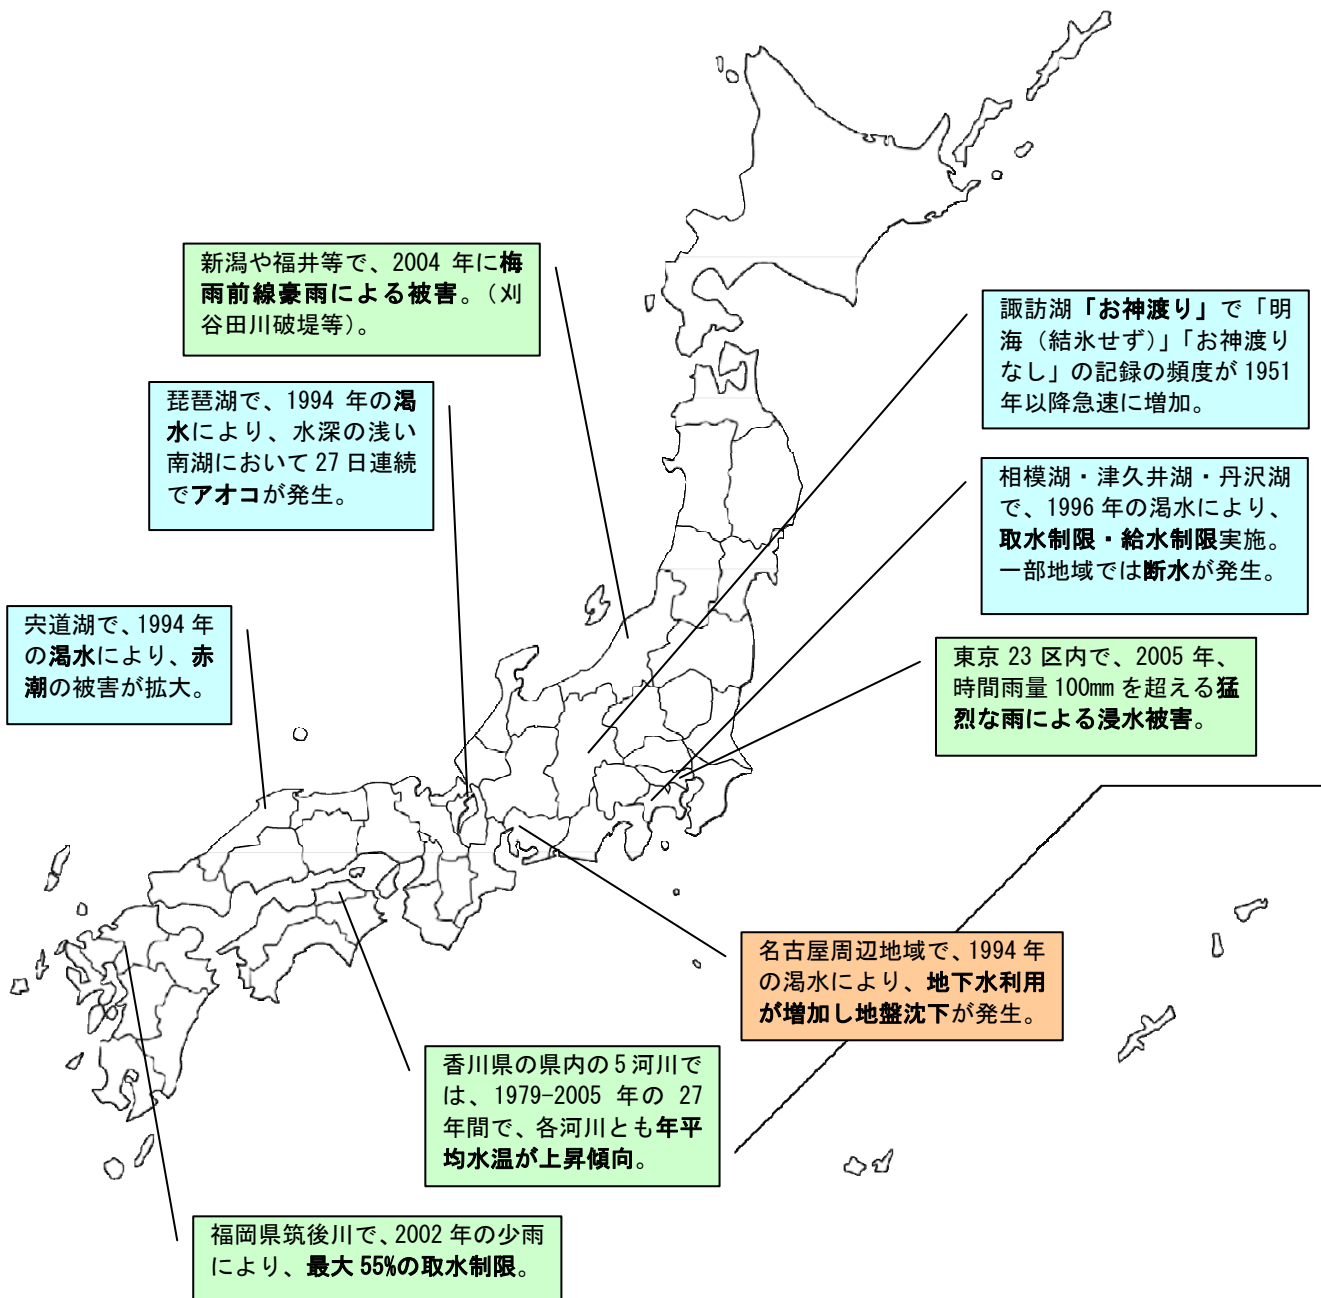 新潟や福井等で、2004 年に梅
雨前線豪雨による被害。（刈
谷田川破堤等）。
諏訪湖「お神渡り」で「明
海（結氷せず）」「お神渡り
なし」の記録の頻度が 1951
年以降急速に増加。
琵琶湖で、1994 年の渇
水により、水深の浅い
南湖において 27 日連続
でアオコが発生。
相模湖・津久井湖・丹沢湖
で、1996 年の渇水により、
取水制限・給水制限実施。
一部地域では断水が発生。
宍道湖で、1994 年
の渇水により、赤
潮の被害が拡大。
東京 23 区内で、2005 年、
時間雨量 100mm を超える猛
烈な雨による浸水被害。
名古屋周辺地域で、1994 年
の渇水により、地下水利用
が増加し地盤沈下が発生。
香川県の県内の 5 河川で
は、1979-2005 年の 27
年間で、各河川とも年平
均水温が上昇傾向。
福岡県筑後川で、2002 年の少雨
により、最大 55%の取水制限。